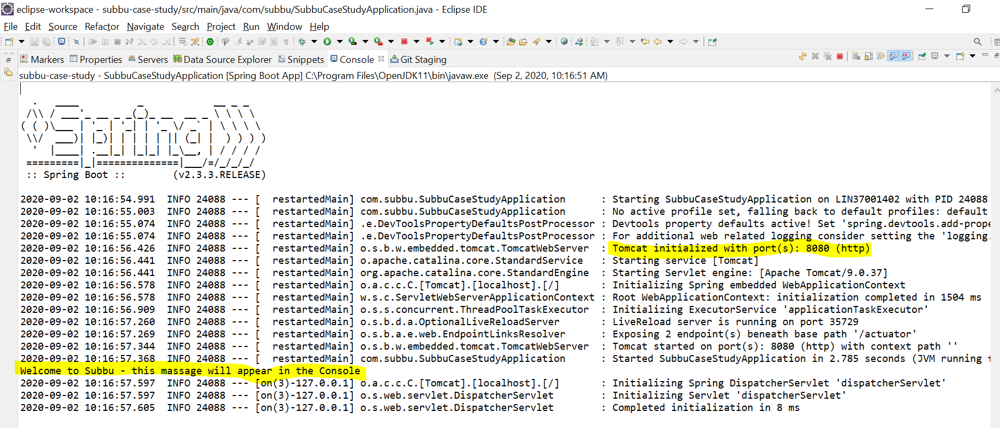 eclipse-workspace - subbu-case-study/src/main/java/com/subbu/SubbuCaseStudyApplication.java - Eclipse IDE
File Edit Source Refactor Navigate Search Project Run Window Help
Markers Properties Servers Data Source Explorer Snippets Console Git Staging
subbu-case-study - SubbuCaseStudyApplication [Spring Boot App] C:\Program Files\OpenJDK11\bin\javaw.exe (Sep 2, 2020, 10:16:51 AM)
  .   ____          _            __ _ _
 /\\ / ___'_ __ _ _(_)_ __  __ _ \ \ \ \
( ( )\___ | '_ | '_| | '_ \/ _` | \ \ \ \
 \\/  ___)| |_)| | | | | || (_| |  ) ) ) )
  '  |____| .__|_| |_|_| |_\__, | / / / /
 =========|_|==============|___/=/_/_/_/
 :: Spring Boot ::        (v2.3.3.RELEASE)
2020-09-02 10:16:54.991  INFO 24088 --- [  restartedMain] com.subbu.SubbuCaseStudyApplication      : Starting SubbuCaseStudyApplication on LIN37001402 with PID 24088
2020-09-02 10:16:55.003  INFO 24088 --- [  restartedMain] com.subbu.SubbuCaseStudyApplication      : No active profile set, falling back to default profiles: default
2020-09-02 10:16:55.074  INFO 24088 --- [  restartedMain] .e.DevToolsPropertyDefaultsPostProcessor : Devtools property defaults active! Set 'spring.devtools.add-prope
2020-09-02 10:16:55.074  INFO 24088 --- [  restartedMain] .e.DevToolsPropertyDefaultsPostProcessor : For additional web related logging consider setting the 'logging.
2020-09-02 10:16:56.426  INFO 24088 --- [  restartedMain] o.s.b.w.embedded.tomcat.TomcatWebServer  : Tomcat initialized with port(s): 8080 (http)
2020-09-02 10:16:56.441  INFO 24088 --- [  restartedMain] o.apache.catalina.core.StandardService   : Starting service [Tomcat]
2020-09-02 10:16:56.441  INFO 24088 --- [  restartedMain] org.apache.catalina.core.StandardEngine  : Starting Servlet engine: [Apache Tomcat/9.0.37]
2020-09-02 10:16:56.578  INFO 24088 --- [  restartedMain] o.a.c.c.C.[Tomcat].[localhost].[/]       : Initializing Spring embedded WebApplicationContext
2020-09-02 10:16:56.578  INFO 24088 --- [  restartedMain] w.s.c.ServletWebServerApplicationContext : Root WebApplicationContext: initialization completed in 1504 ms
2020-09-02 10:16:56.909  INFO 24088 --- [  restartedMain] o.s.s.concurrent.ThreadPoolTaskExecutor  : Initializing ExecutorService 'applicationTaskExecutor'
2020-09-02 10:16:57.260  INFO 24088 --- [  restartedMain] o.s.b.d.a.OptionalLiveReloadServer       : LiveReload server is running on port 35729
2020-09-02 10:16:57.269  INFO 24088 --- [  restartedMain] o.s.b.a.e.web.EndpointLinksResolver      : Exposing 2 endpoint(s) beneath base path '/actuator'
2020-09-02 10:16:57.344  INFO 24088 --- [  restartedMain] o.s.b.w.embedded.tomcat.TomcatWebServer  : Tomcat started on port(s): 8080 (http) with context path ''
2020-09-02 10:16:57.368  INFO 24088 --- [  restartedMain] com.subbu.SubbuCaseStudyApplication      : Started SubbuCaseStudyApplication in 2.785 seconds (JVM running f
Welcome to Subbu - this massage will appear in the Console
2020-09-02 10:16:57.597  INFO 24088 --- [on(3)-127.0.0.1] o.a.c.c.C.[Tomcat].[localhost].[/]       : Initializing Spring DispatcherServlet 'dispatcherServlet'
2020-09-02 10:16:57.597  INFO 24088 --- [on(3)-127.0.0.1] o.s.web.servlet.DispatcherServlet        : Initializing Servlet 'dispatcherServlet'
2020-09-02 10:16:57.605  INFO 24088 --- [on(3)-127.0.0.1] o.s.web.servlet.DispatcherServlet        : Completed initialization in 8 ms